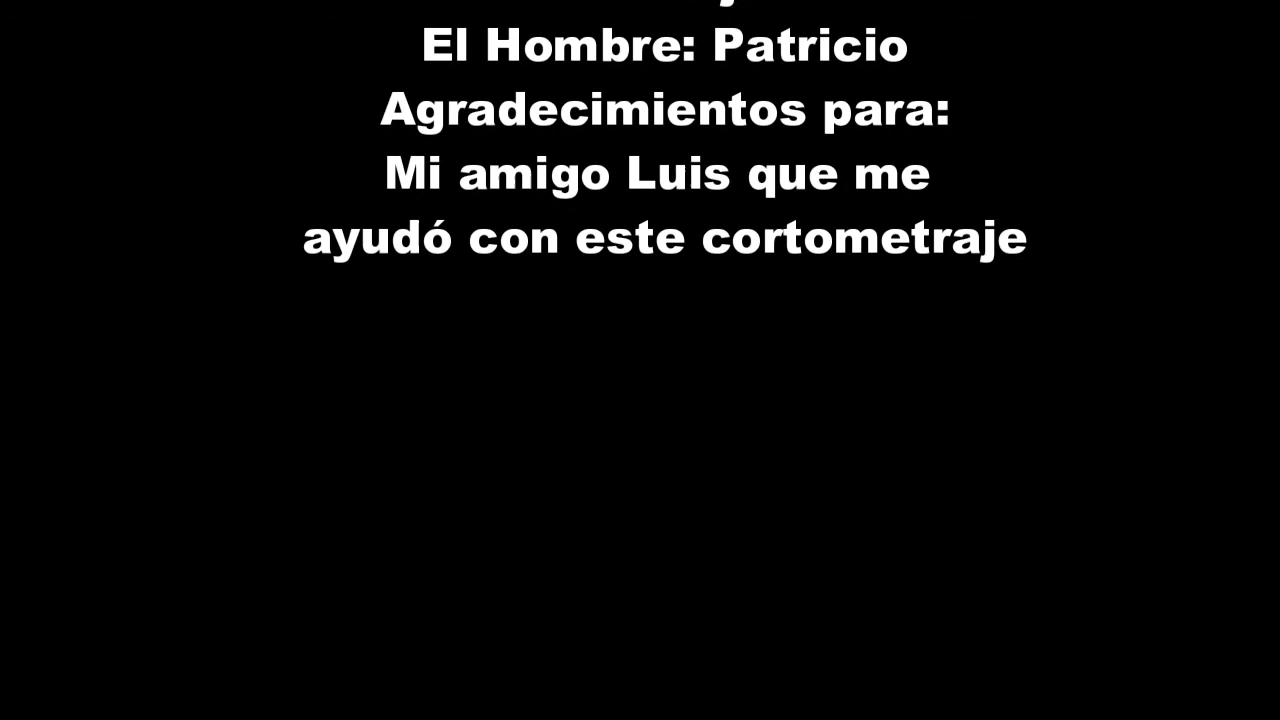 El Hombre: Patricio
Agradecimientos para:
Mi amigo Luis que me
ayudó con este cortometraje